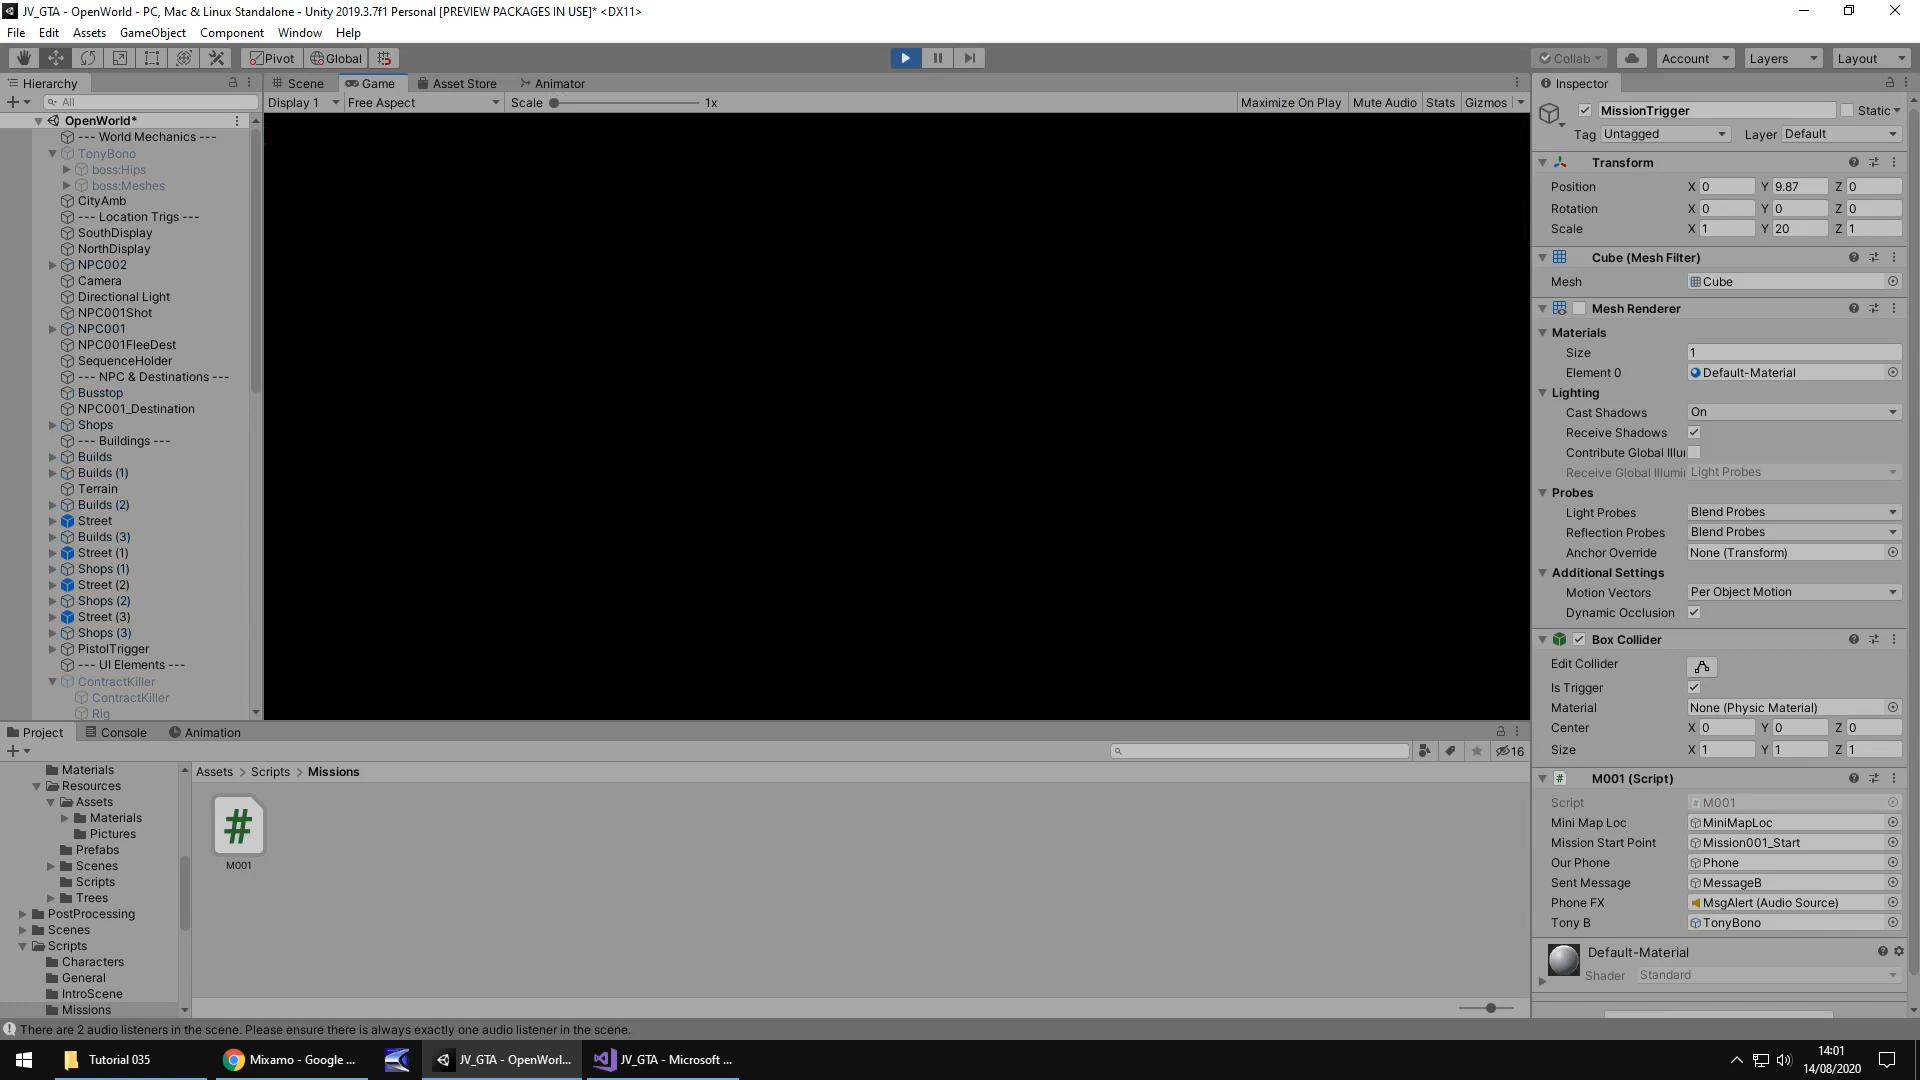 JV_GTA - OpenWorld - PC, Mac & Linux Standalone - Unity 2019.3.7f1 Personal [PREVIEW PACKAGES IN USE]* <DX11>
File Edit Assets GameObject Component Window Help
Pivot Global Collab Account Layers Layout
Hierarchy Scene Game Asset Store Animator Inspector
All Display 1 Free Aspect Scale 1x Maximize On Play Mute Audio Stats Gizmos
OpenWorld*
--- World Mechanics ---
TonyBono
boss:Hips
boss:Meshes
CityAmb
--- Location Trigs ---
SouthDisplay
NorthDisplay
NPC002
Camera
Directional Light
NPC001Shot
NPC001
NPC001FleeDest
SequenceHolder
--- NPC & Destinations ---
Busstop
NPC001_Destination
Shops
--- Buildings ---
Builds
Builds (1)
Terrain
Builds (2)
Street
Builds (3)
Street (1)
Shops (1)
Street (2)
Shops (2)
Street (3)
Shops (3)
PistolTrigger
--- UI Elements ---
ContractKiller
ContractKiller
Rig
MissionTrigger Static
Tag Untagged Layer Default
Transform
Position X 0 Y 9.87 Z 0
Rotation X 0 Y 0 Z 0
Scale X 1 Y 20 Z 1
Cube (Mesh Filter)
Mesh Cube
Mesh Renderer
Materials
Size 1
Element 0 Default-Material
Lighting
Cast Shadows On
Receive Shadows
Contribute Global Illu
Receive Global Illumi Light Probes
Probes
Light Probes Blend Probes
Reflection Probes Blend Probes
Anchor Override None (Transform)
Additional Settings
Motion Vectors Per Object Motion
Dynamic Occlusion
Box Collider
Edit Collider
Is Trigger
Material None (Physic Material)
Center X 0 Y 0 Z 0
Size X 1 Y 1 Z 1
M001 (Script)
Script M001
Mini Map Loc MiniMapLoc
Mission Start Point Mission001_Start
Our Phone Phone
Sent Message MessageB
Phone FX MsgAlert (Audio Source)
Tony B TonyBono
Default-Material
Shader Standard
Project Console Animation
16
Materials
Resources
Assets
Materials
Pictures
Prefabs
Scenes
Scripts
Trees
PostProcessing
Scenes
Scripts
Characters
General
IntroScene
Missions
Assets > Scripts > Missions
#
M001
There are 2 audio listeners in the scene. Please ensure there is always exactly one audio listener in the scene.
Tutorial 035 Mixamo - Google ... JV_GTA - OpenWorl... JV_GTA - Microsoft ...
14:01
14/08/2020